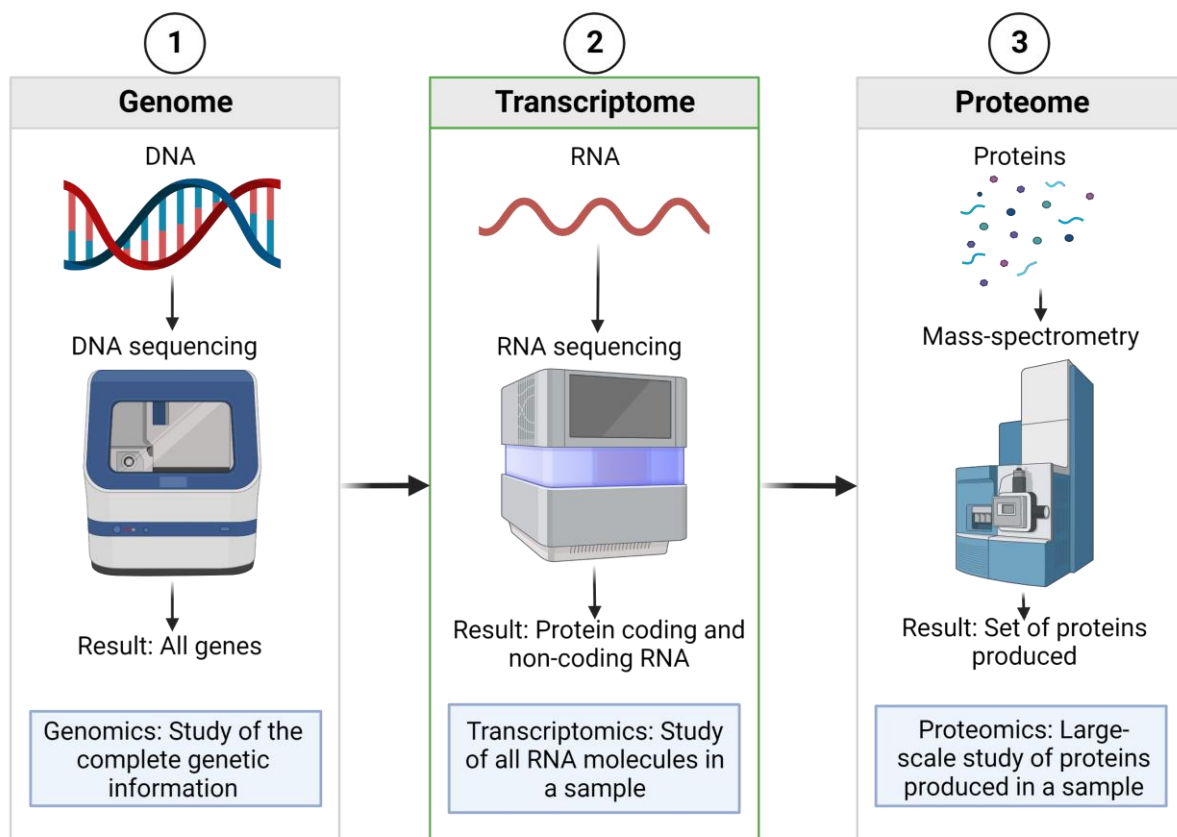 1
Genome
DNA
DNA sequencing
Result: All genes
Genomics: Study of the
complete genetic
information
2
Transcriptome
RNA
RNA sequencing
Result: Protein coding and
non-coding RNA
Transcriptomics: Study
of all RNA molecules in
a sample
3
Proteome
Proteins
Mass-spectrometry
Result: Set of proteins
produced
Proteomics: Large-
scale study of proteins
produced in a sample